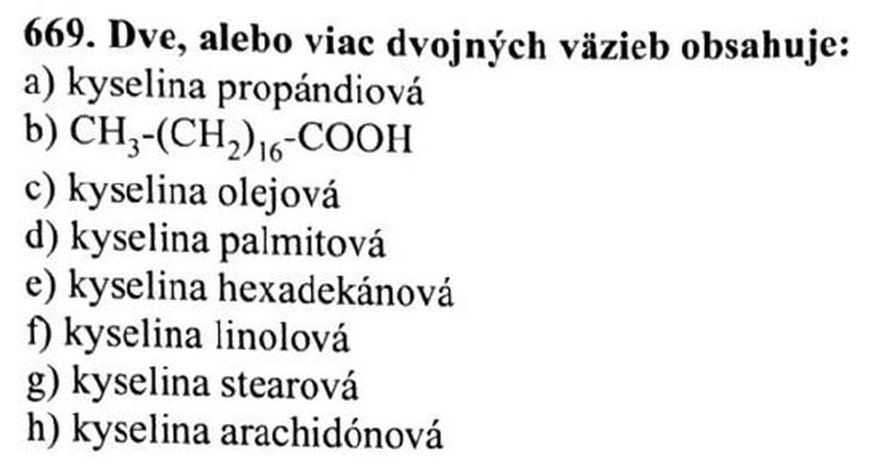 669. Dve, alebo viac dvojných väzieb obsahuje:
a) kyselina propándiová
b) CH₃-(CH₂)₁₆-COOH
c) kyselina olejová
d) kyselina palmitová
e) kyselina hexadekánová
f) kyselina linolová
g) kyselina stearová
h) kyselina arachidónová